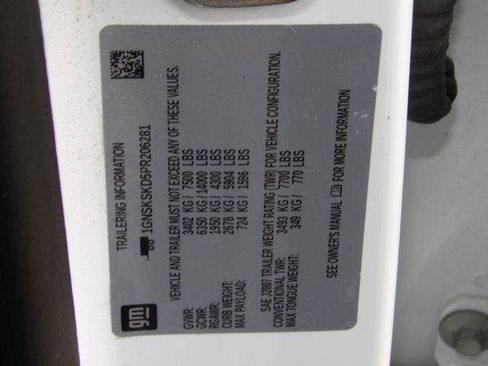 TRAILERING INFORMATION
1GNSKSKD5PR206281
VEHICLE AND TRAILER MUST NOT EXCEED ANY OF THESE VALUES.
GVWR: 3402 KG/ 7500 LBS
GCWR: 6350 KG/ 14000 LBS
RGAWR: 1950 KG/ 4300 LBS
CURB WEIGHT: 2678 KG/ 5904 LBS
MAX PAYLOAD: 724 KG/ 1596 LBS
SAE J2807 TRAILER WEIGHT RATING (TWR) FOR VEHICLE CONFIGURATION.
CONVENTIONAL TWR: 3493 KG/ 7700 LBS
MAX TONGUE WEIGHT: 349 KG/ 770 LBS
SEE OWNER'S MANUAL FOR MORE INFORMATION
gm